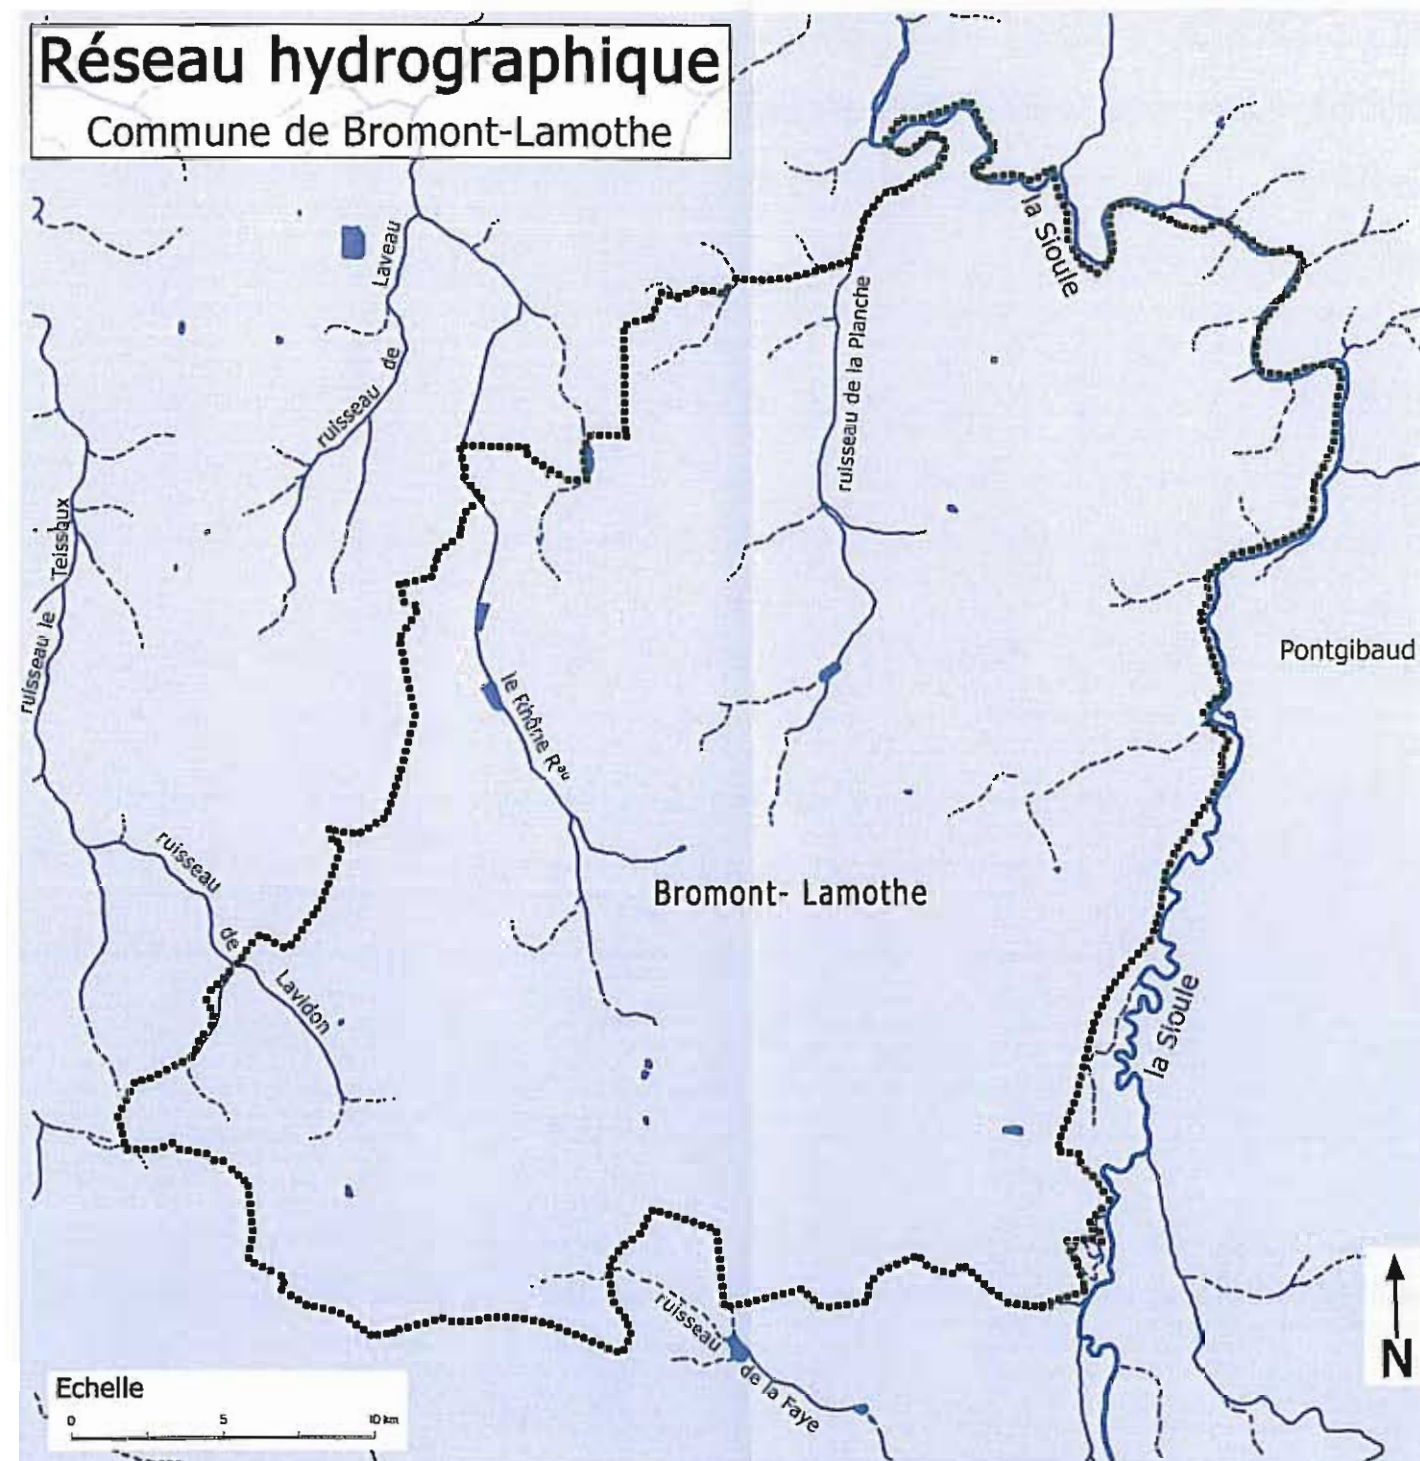 Réseau hydrographique
Commune de Bromont-Lamothe
la Sioule
ruisseau de Laveau
ruisseau de la Planche
ruisseau le Teissoux
Pontgibaud
le Rhône Rau
ruisseau de Lavidon
Bromont- Lamothe
la Sioule
ruisseau de la Faye
N
Echelle
0 5 10 km